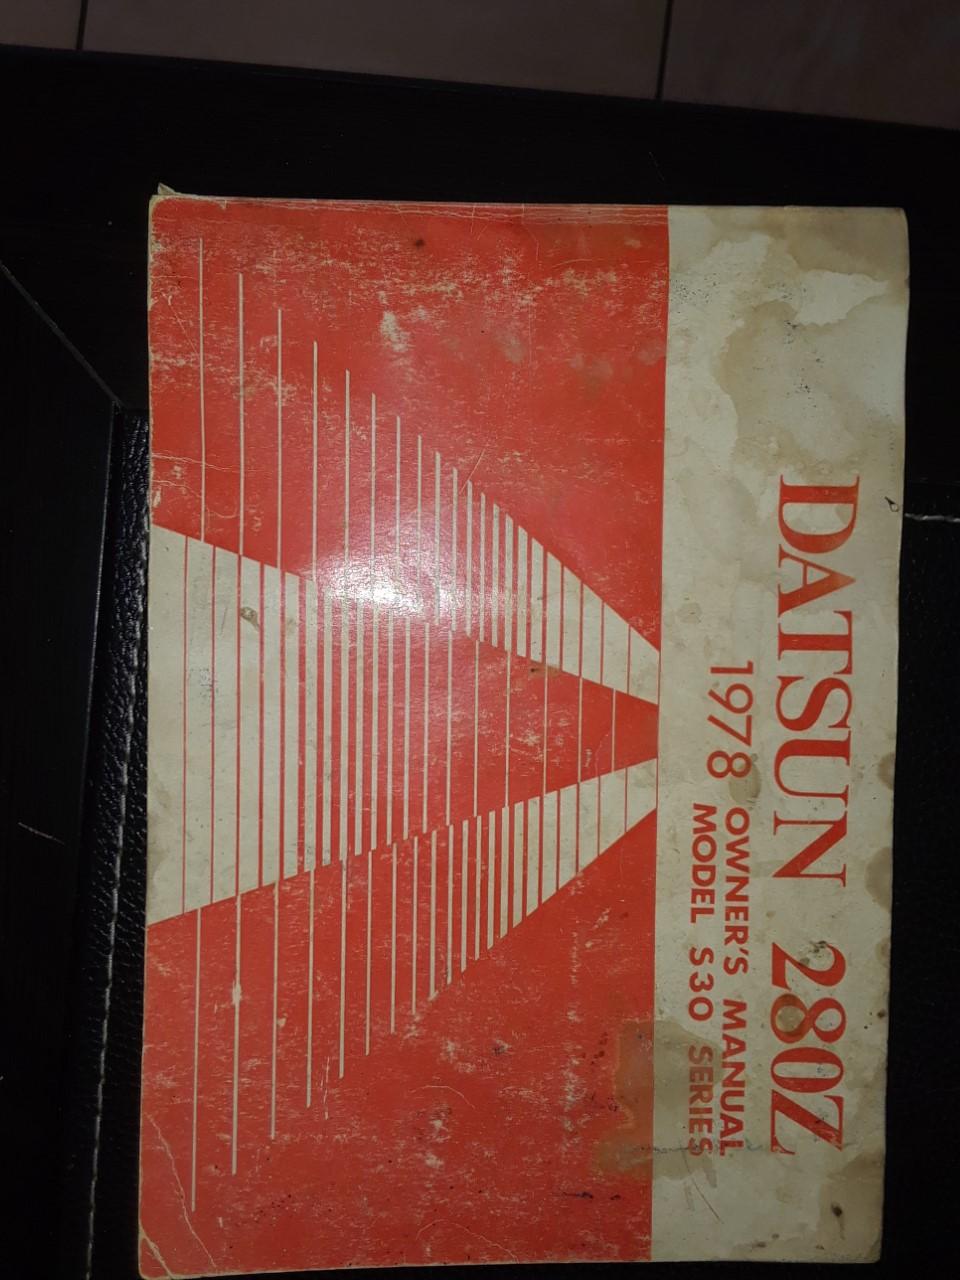 DATSUN 280Z
1978 OWNER'S MANUAL
MODEL S30 SERIES